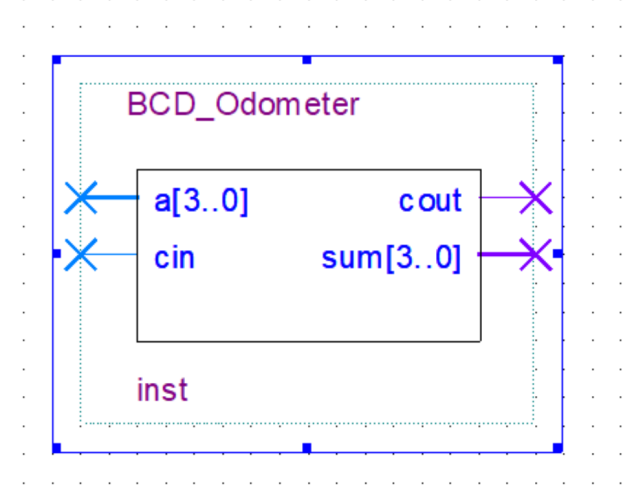 BCD_Odometer
a[3..0] cout
cin sum[3..0]
inst